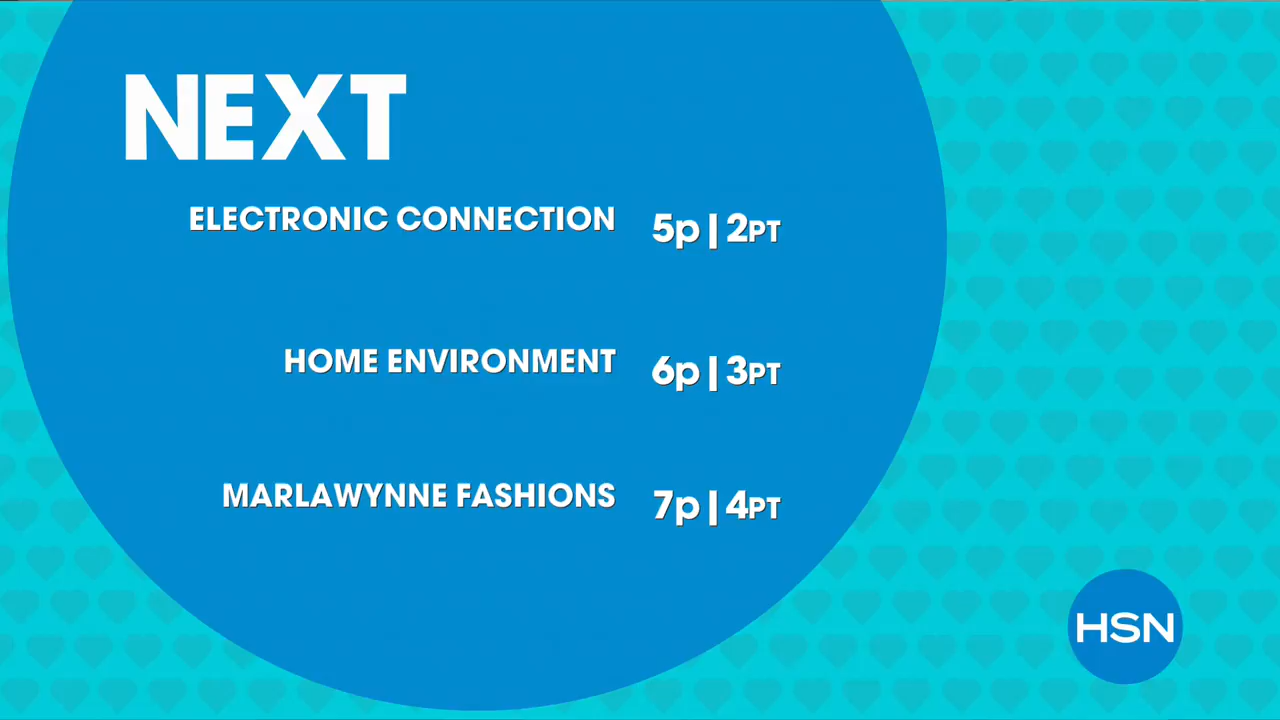 NEXT
ELECTRONIC CONNECTION 5p | 2PT
HOME ENVIRONMENT 6p | 3PT
MARLAWYNNE FASHIONS 7p | 4PT
HSN